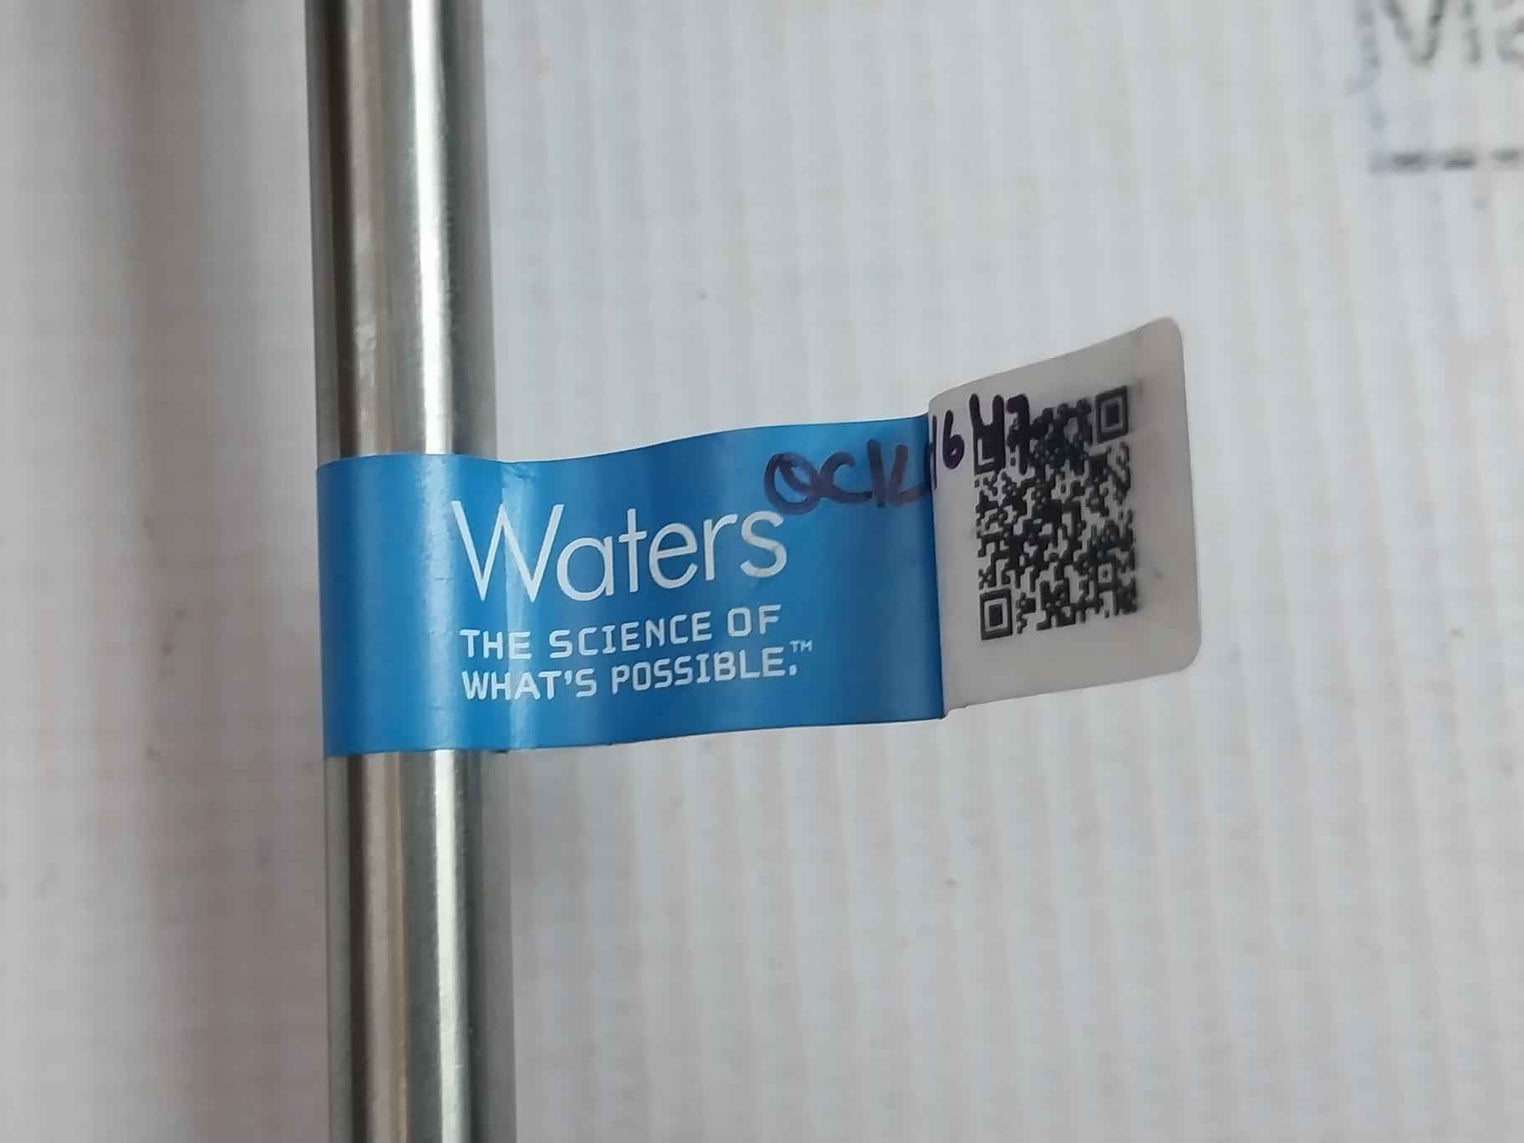 Waters
THE SCIENCE OF
WHAT'S POSSIBLE.™